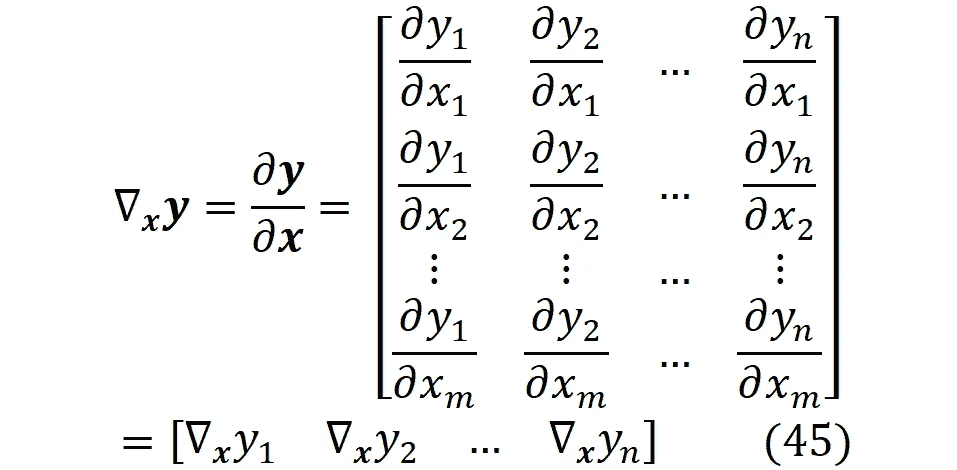 ∇ₓy = ∂y/∂x = [ ∂y₁/∂x₁ ∂y₂/∂x₁ … ∂yₙ/∂x₁
∂y₁/∂x₂ ∂y₂/∂x₂ … ∂yₙ/∂x₂
⋮ ⋮ … ⋮
∂y₁/∂xₘ ∂y₂/∂xₘ … ∂yₙ/∂xₘ ]
= [∇ₓy₁ ∇ₓy₂ … ∇ₓyₙ] (45)